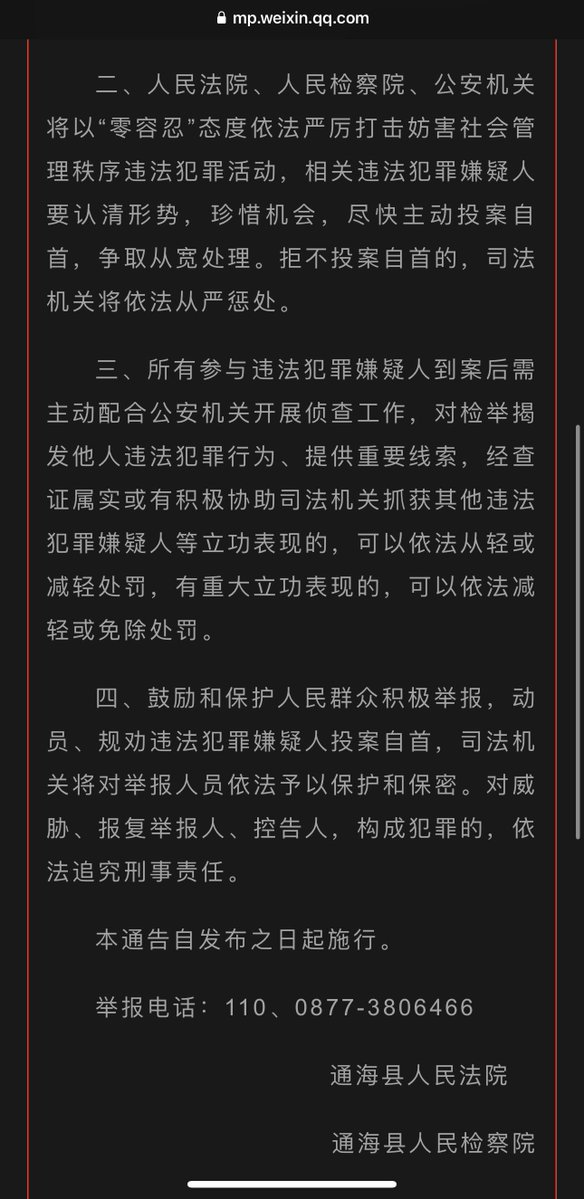 mp.weixin.qq.com
二、人民法院、人民检察院、公安机关
将以“零容忍”态度依法严厉打击妨害社会管
理秩序违法犯罪活动，相关违法犯罪嫌疑人
要认清形势，珍惜机会，尽快主动投案自
首，争取从宽处理。拒不投案自首的，司法
机关将依法从严惩处。
三、所有参与违法犯罪嫌疑人到案后需
主动配合公安机关开展侦查工作，对检举揭
发他人违法犯罪行为、提供重要线索，经查
证属实或有积极协助司法机关抓获其他违法
犯罪嫌疑人等立功表现的，可以依法从轻或
减轻处罚，有重大立功表现的，可以依法减
轻或免除处罚。
四、鼓励和保护人民群众积极举报，动
员、规劝违法犯罪嫌疑人投案自首，司法机
关将对举报人员依法予以保护和保密。对威
胁、报复举报人、控告人，构成犯罪的，依
法追究刑事责任。
本通告自发布之日起施行。
举报电话：110、0877-3806466
通海县人民法院
通海县人民检察院